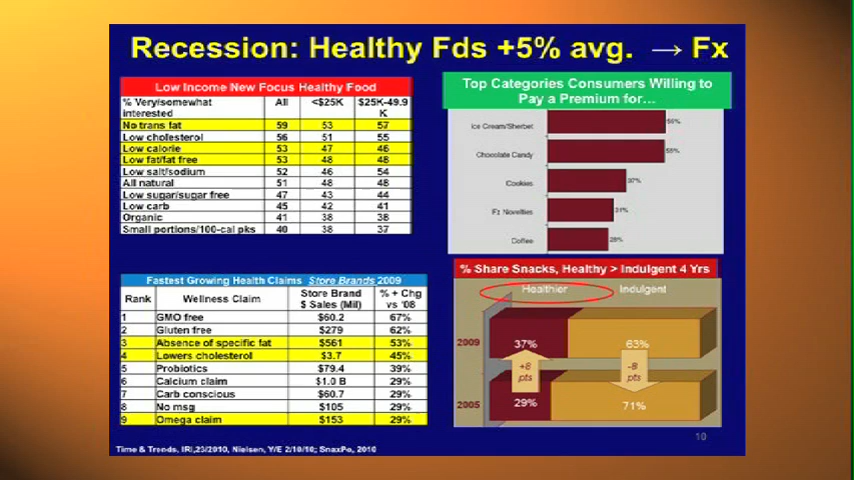 Recession: Healthy Fds +5% avg. → Fx
Low Income New Focus Healthy Food
% Very/somewhat interested All <$25K $25K-49.9 K
No trans fat 59 53 57
Low cholesterol 56 51 55
Low calorie 53 47 46
Low fat/fat free 53 48 48
Low salt/sodium 52 46 54
All natural 51 48 48
Low sugar/sugar free 47 43 44
Low carb 45 42 41
Organic 41 38 38
Small portions/100-cal pks 40 38 37
Top Categories Consumers Willing to
Pay a Premium for...
Ice Cream/Sherbet
Chocolate Candy 55%
Cookies 37%
Fz Novelties 31%
Coffee
Fastest Growing Health Claims Store Brands 2009
Rank Wellness Claim Store Brand $ Sales (Mil) % + Chg vs '08
1 GMO free $60.2 67%
2 Gluten free $279 62%
3 Absence of specific fat $561 53%
4 Lowers cholesterol $3.7 45%
5 Probiotics $79.4 39%
6 Calcium claim $1.0 B 29%
7 Carb conscious $60.7 29%
8 No msg $105 29%
9 Omega claim $153 29%
% Share Snacks, Healthy > Indulgent 4 Yrs
Healthier Indulgent
2009 37% 63%
+8 pts -8 pts
2005 29% 71%
10
Time & Trends, IRI,23/2010, Nielsen, Y/E 2/10/10; SnaxPo, 2010